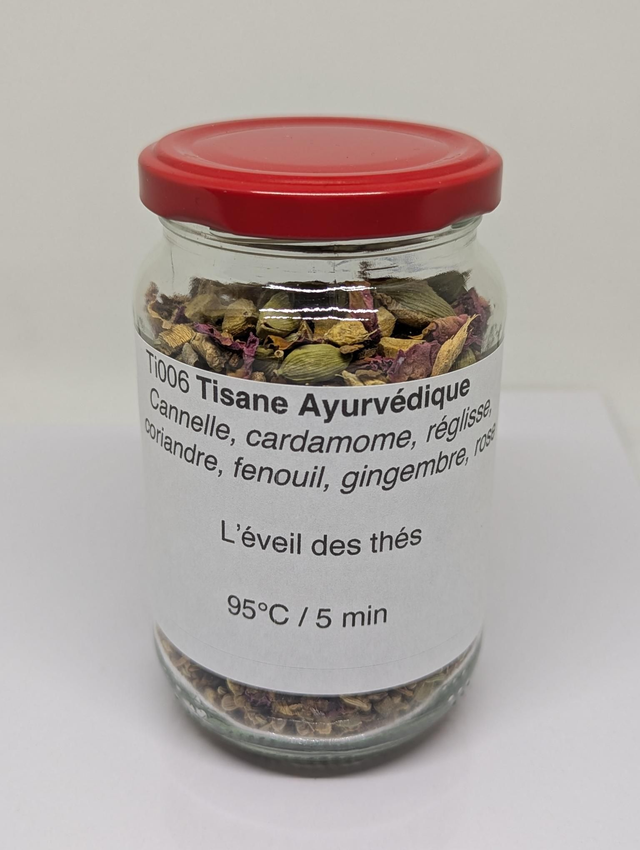 Ti006 Tisane Ayurvédique
Cannelle, cardamome, réglisse,
coriandre, fenouil, gingembre, rose
L'éveil des thés
95°C / 5 min